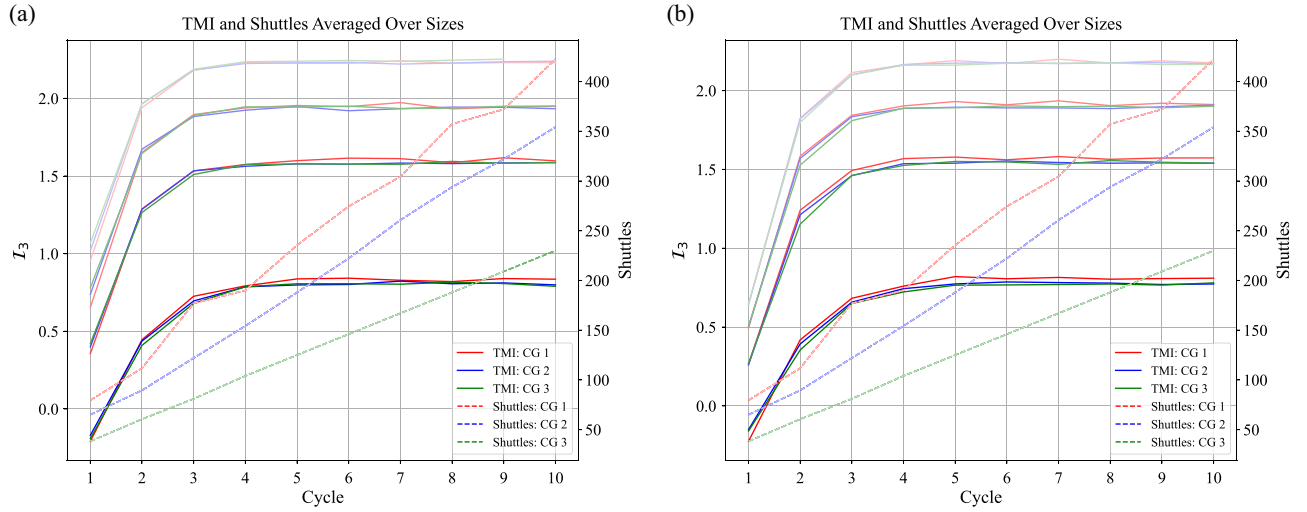 (a)
TMI and Shuttles Averaged Over Sizes
2.0
1.5
1.0
0.5
0.0
I₃
400
350
300
250
200
150
100
50
Shuttles
TMI: CG 1
TMI: CG 2
TMI: CG 3
Shuttles: CG 1
Shuttles: CG 2
Shuttles: CG 3
1 2 3 4 5 6 7 8 9 10
Cycle
(b)
TMI and Shuttles Averaged Over Sizes
2.0
1.5
1.0
0.5
0.0
I₃
400
350
300
250
200
150
100
50
Shuttles
TMI: CG 1
TMI: CG 2
TMI: CG 3
Shuttles: CG 1
Shuttles: CG 2
Shuttles: CG 3
1 2 3 4 5 6 7 8 9 10
Cycle